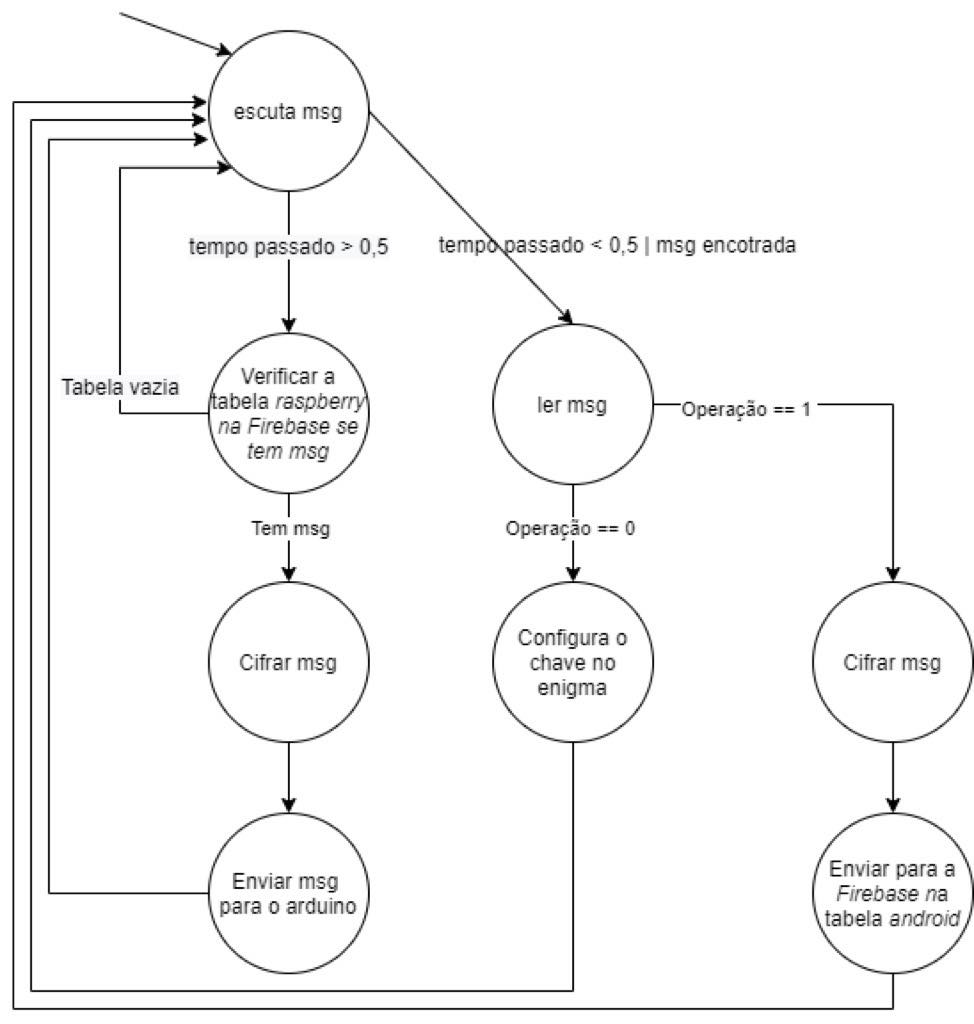 escuta msg
tempo passado > 0,5
tempo passado < 0,5 | msg encotrada
Tabela vazia
Verificar a
tabela raspberry
na Firebase se
tem msg
ler msg
Operação == 1
Tem msg
Operação == 0
Cifrar msg
Configura o
chave no
enigma
Cifrar msg
Enviar msg
para o arduino
Enviar para a
Firebase na
tabela android